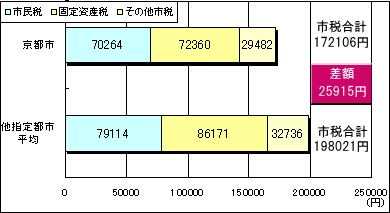 市民税 固定資産税 その他市税
京都市
70264 72360 29482
市税合計
172106円
差額
25915円
他指定都市
平均
79114 86171 32736
市税合計
198021円
0 50000 100000 150000 200000 250000
(円)